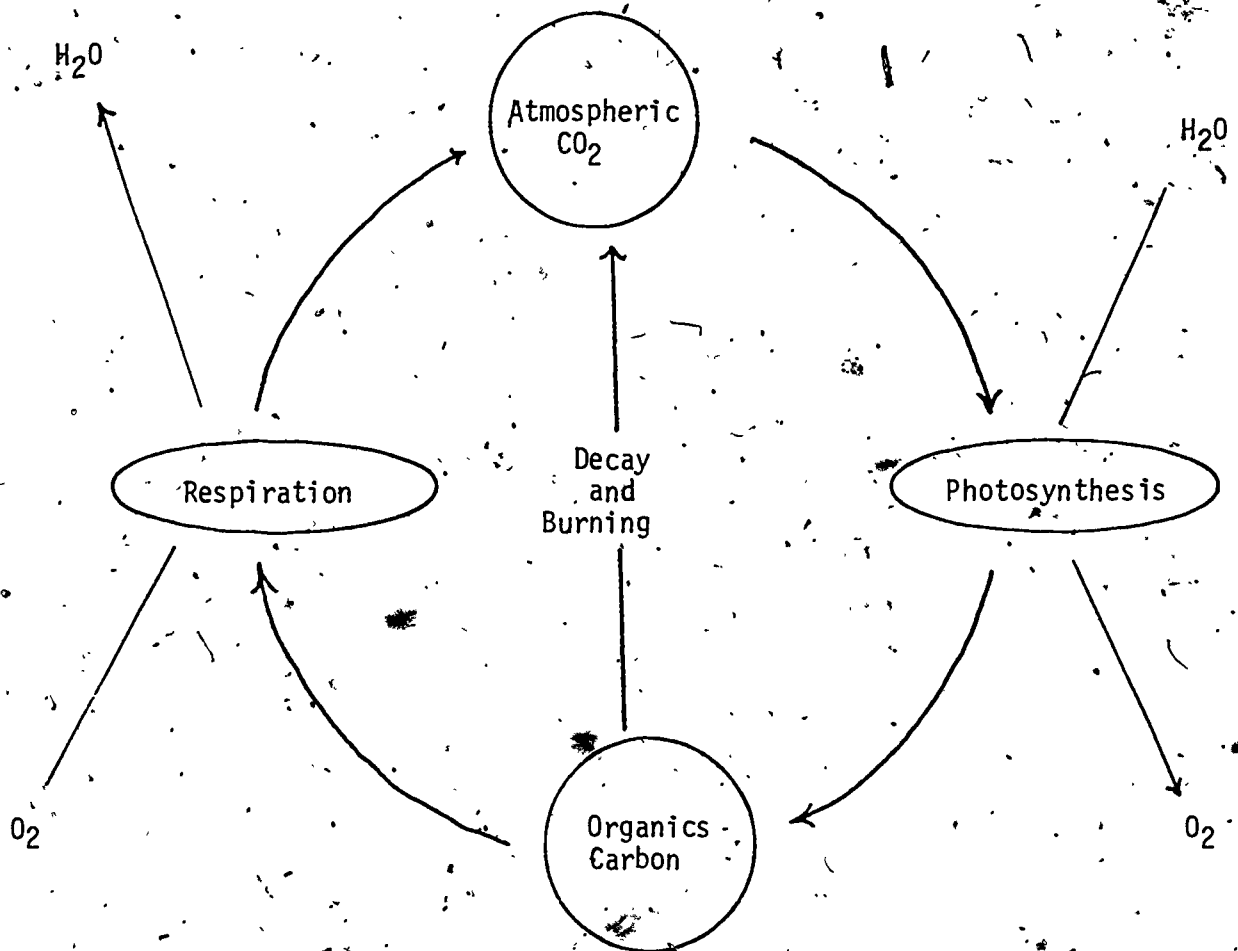 H₂O
Atmospheric
CO₂
H₂O
Respiration
Decay
and
Burning
Photosynthesis
O₂
Organics
Carbon
O₂